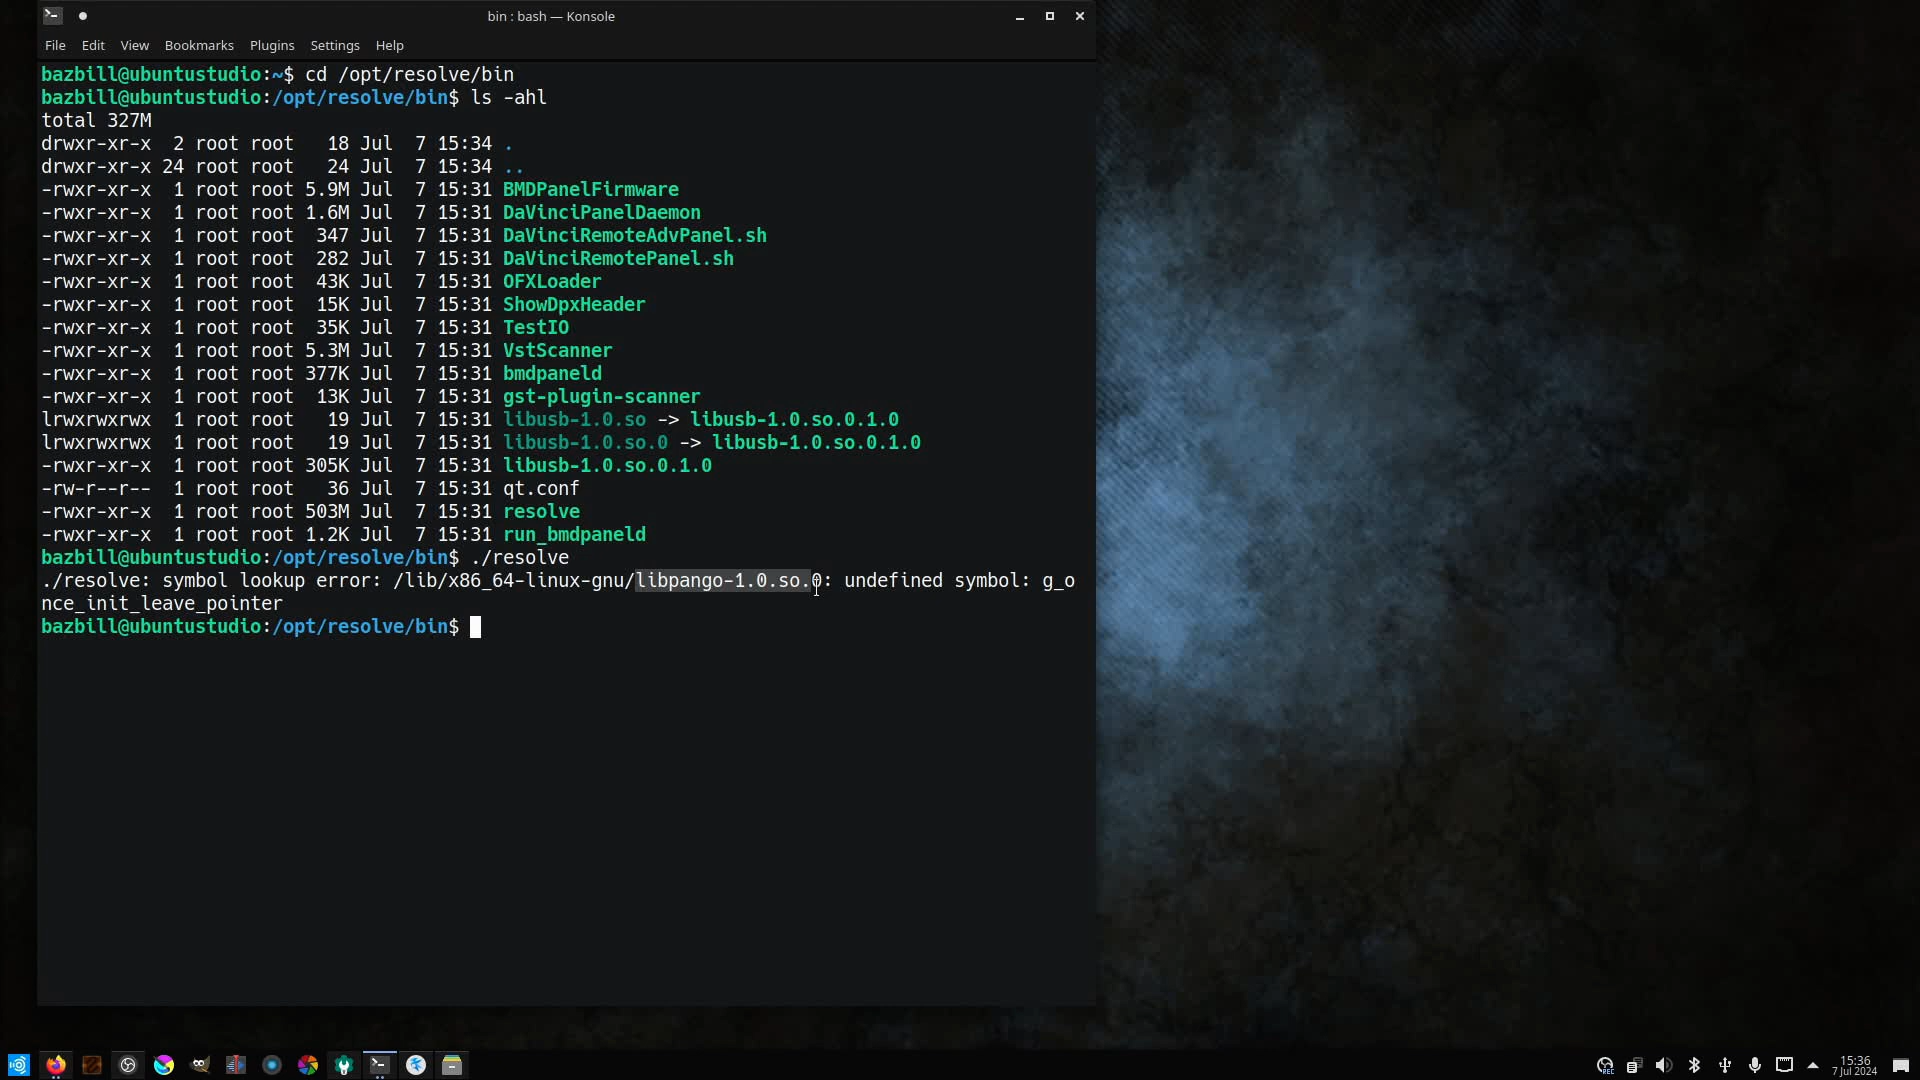 bin : bash — Konsole
File Edit View Bookmarks Plugins Settings Help
bazbill@ubuntustudio:~$ cd /opt/resolve/bin
bazbill@ubuntustudio:/opt/resolve/bin$ ls -ahl
total 327M
drwxr-xr-x  2 root root   18 Jul  7 15:34 .
drwxr-xr-x 24 root root   24 Jul  7 15:34 ..
-rwxr-xr-x  1 root root 5.9M Jul  7 15:31 BMDPanelFirmware
-rwxr-xr-x  1 root root 1.6M Jul  7 15:31 DaVinciPanelDaemon
-rwxr-xr-x  1 root root  347 Jul  7 15:31 DaVinciRemoteAdvPanel.sh
-rwxr-xr-x  1 root root  282 Jul  7 15:31 DaVinciRemotePanel.sh
-rwxr-xr-x  1 root root  43K Jul  7 15:31 OFXLoader
-rwxr-xr-x  1 root root  15K Jul  7 15:31 ShowDpxHeader
-rwxr-xr-x  1 root root  35K Jul  7 15:31 TestIO
-rwxr-xr-x  1 root root 5.3M Jul  7 15:31 VstScanner
-rwxr-xr-x  1 root root 377K Jul  7 15:31 bmdpaneld
-rwxr-xr-x  1 root root  13K Jul  7 15:31 gst-plugin-scanner
lrwxrwxrwx  1 root root   19 Jul  7 15:31 libusb-1.0.so -> libusb-1.0.so.0.1.0
lrwxrwxrwx  1 root root   19 Jul  7 15:31 libusb-1.0.so.0 -> libusb-1.0.so.0.1.0
-rwxr-xr-x  1 root root 305K Jul  7 15:31 libusb-1.0.so.0.1.0
-rw-r--r--  1 root root   36 Jul  7 15:31 qt.conf
-rwxr-xr-x  1 root root 503M Jul  7 15:31 resolve
-rwxr-xr-x  1 root root 1.2K Jul  7 15:31 run_bmdpaneld
bazbill@ubuntustudio:/opt/resolve/bin$ ./resolve
./resolve: symbol lookup error: /lib/x86_64-linux-gnu/libpango-1.0.so.0: undefined symbol: g_o
nce_init_leave_pointer
bazbill@ubuntustudio:/opt/resolve/bin$
REC
15:36
7 Jul 2024